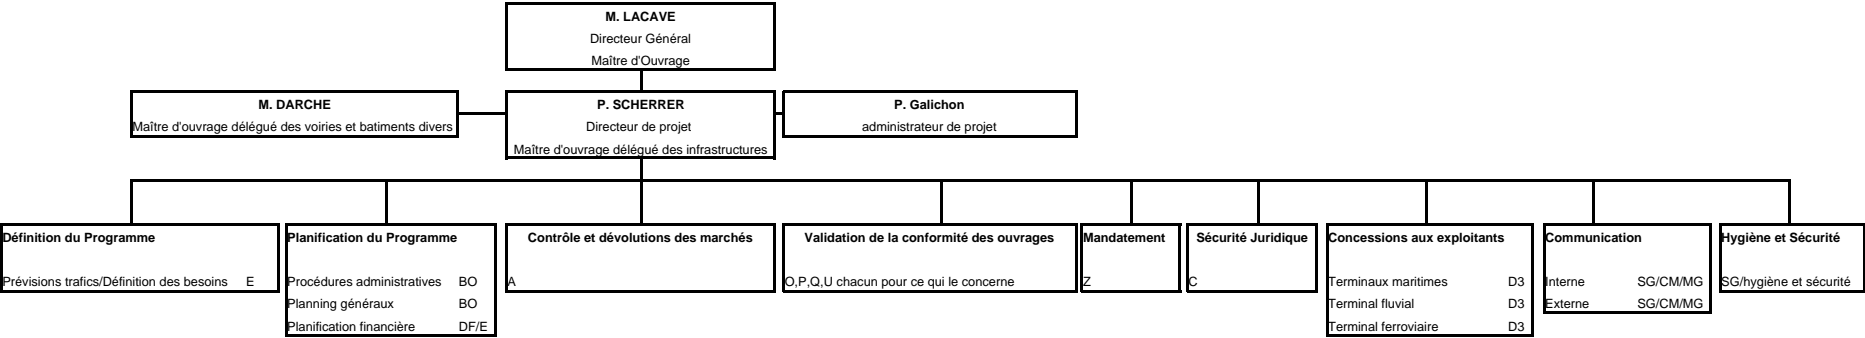 M. LACAVE
Directeur Général
Maître d'Ouvrage
M. DARCHE
Maître d'ouvrage délégué des voiries et batiments divers
P. SCHERRER
Directeur de projet
Maître d'ouvrage délégué des infrastructures
P. Galichon
administrateur de projet
Définition du Programme
Prévisions trafics/Définition des besoins E
Planification du Programme
Procédures administratives BO
Planning généraux BO
Planification financière DF/E
Contrôle et dévolutions des marchés
A
Validation de la conformité des ouvrages
O,P,Q,U chacun pour ce qui le concerne
Mandatement
Z
Sécurité Juridique
C
Concessions aux exploitants
Terminaux maritimes D3
Terminal fluvial D3
Terminal ferroviaire D3
Communication
Interne SG/CM/MG
Externe SG/CM/MG
Hygiène et Sécurité
SG/hygiène et sécurité